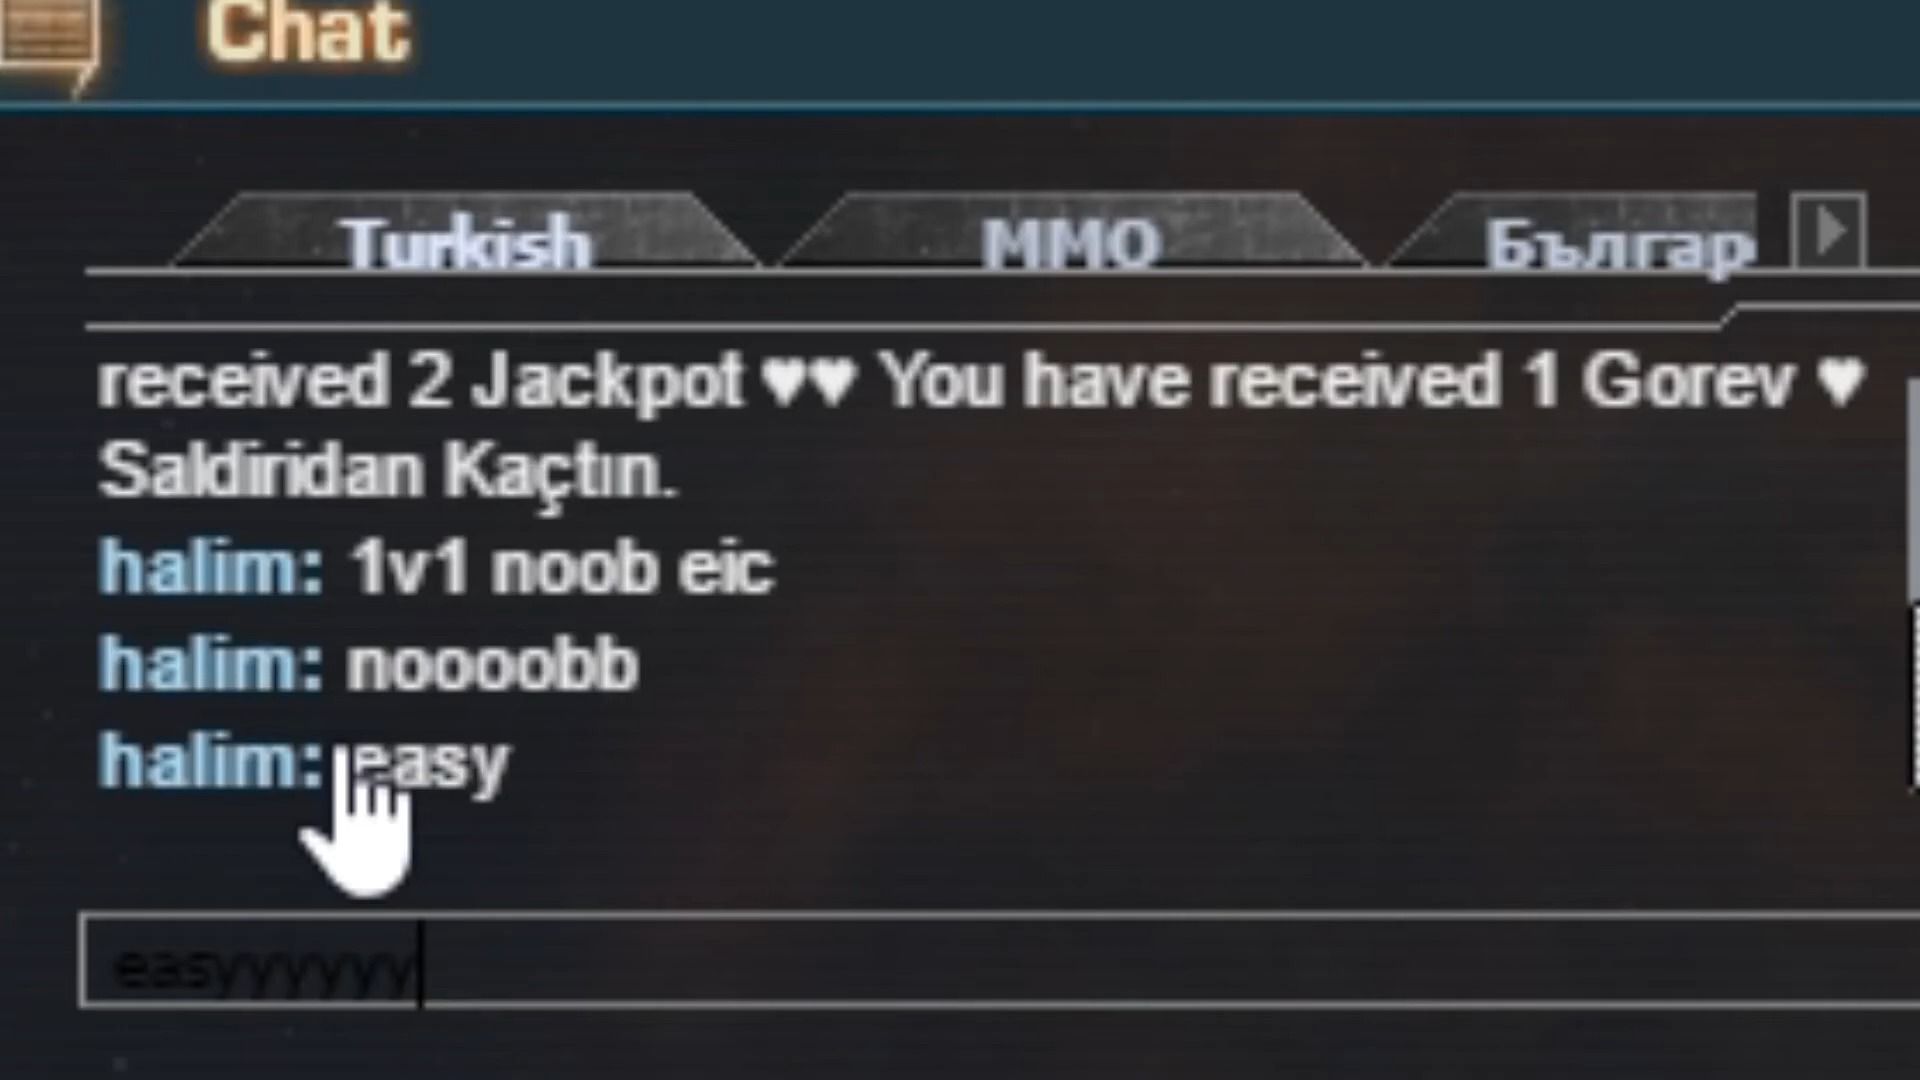 Chat
Turkish MMO Българ
received 2 Jackpot ♥♥ You have received 1 Gorev ♥
Saldiridan Kaçtın.
halim: 1v1 noob eic
halim: noooobb
halim: easy
easyyyyyy